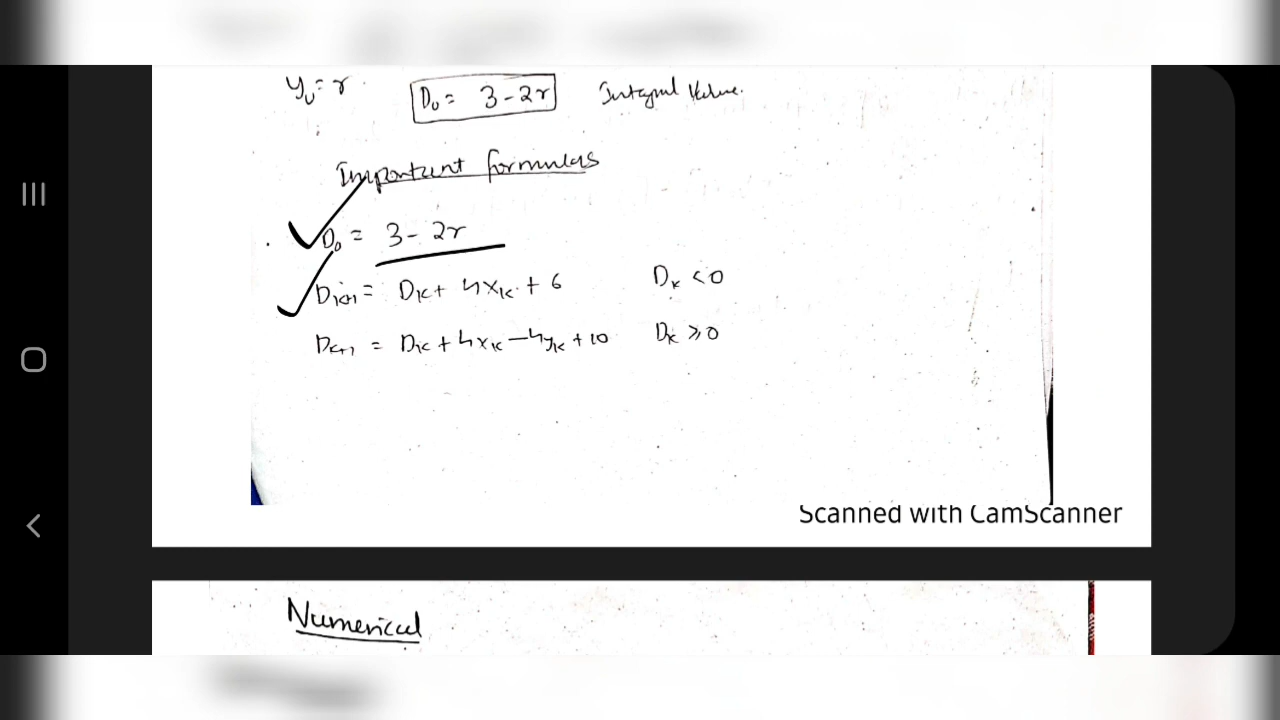 y₀ = r.
D₀ = 3 - 2r Integral Value.
Important formulas
D₀ = 3 - 2r
Dₖ₊₁ = Dₖ + 4xₖ + 6 Dₖ < 0
Dₖ₊₁ = Dₖ + 4xₖ - 4yₖ + 10 Dₖ ≥ 0
Scanned with CamScanner
Numerical